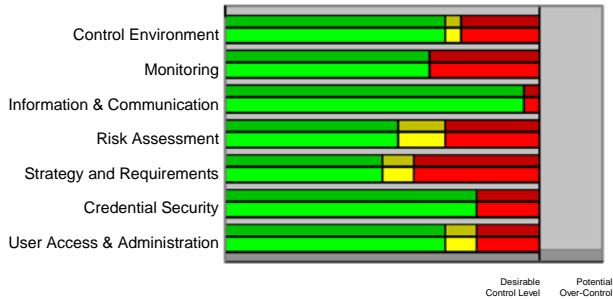 Control Environment
Monitoring
Information & Communication
Risk Assessment
Strategy and Requirements
Credential Security
User Access & Administration
Desirable
Control Level
Potential
Over-Control